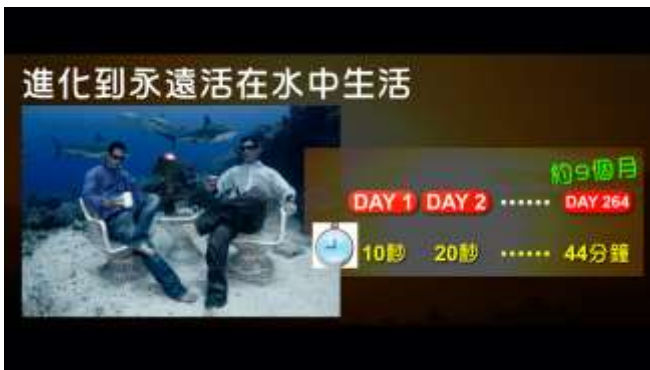 進化到永遠活在水中生活
約9個月
DAY 1 DAY 2 ...... DAY 264
10秒 20秒 ...... 44分鐘